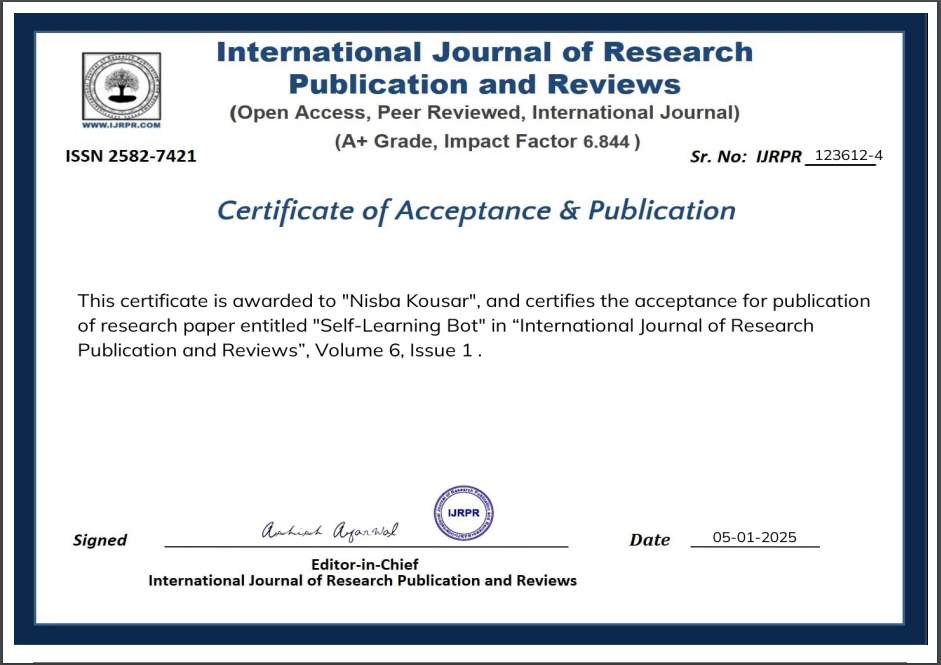 International Journal of Research
Publication and Reviews
(Open Access, Peer Reviewed, International Journal)
(A+ Grade, Impact Factor 6.844 )
WWW.IJRPR.COM
ISSN 2582-7421
Sr. No: IJRPR 123612-4
Certificate of Acceptance & Publication
This certificate is awarded to "Nisba Kousar", and certifies the acceptance for publication
of research paper entitled "Self-Learning Bot" in “International Journal of Research
Publication and Reviews”, Volume 6, Issue 1 .
IJRPR
Signed
Date 05-01-2025
Editor-in-Chief
International Journal of Research Publication and Reviews